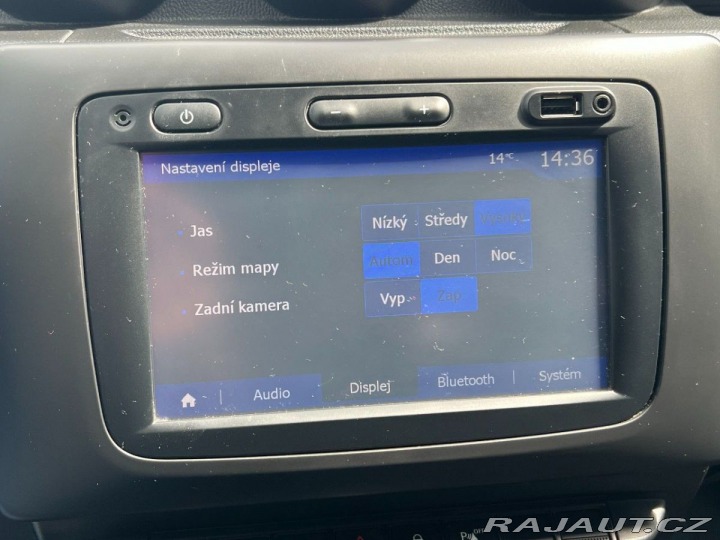 Nastavení displeje 14°C 14:36
Jas Nízký Středy
Režim mapy Autom Den Noc
Zadní kamera Vyp Zap
Audio Displej Bluetooth Systém
RAJAUT.CZ